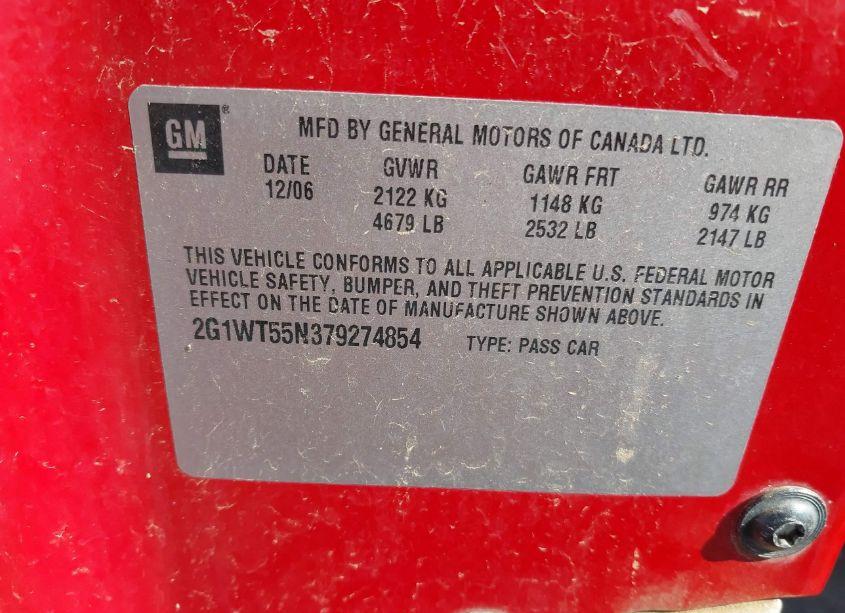 GM®
MFD BY GENERAL MOTORS OF CANADA LTD.
DATE GVWR GAWR FRT GAWR RR
12/06 2122 KG 1148 KG 974 KG
4679 LB 2532 LB 2147 LB
THIS VEHICLE CONFORMS TO ALL APPLICABLE U.S. FEDERAL MOTOR
VEHICLE SAFETY, BUMPER, AND THEFT PREVENTION STANDARDS IN
EFFECT ON THE DATE OF MANUFACTURE SHOWN ABOVE.
2G1WT55N379274854 TYPE: PASS CAR